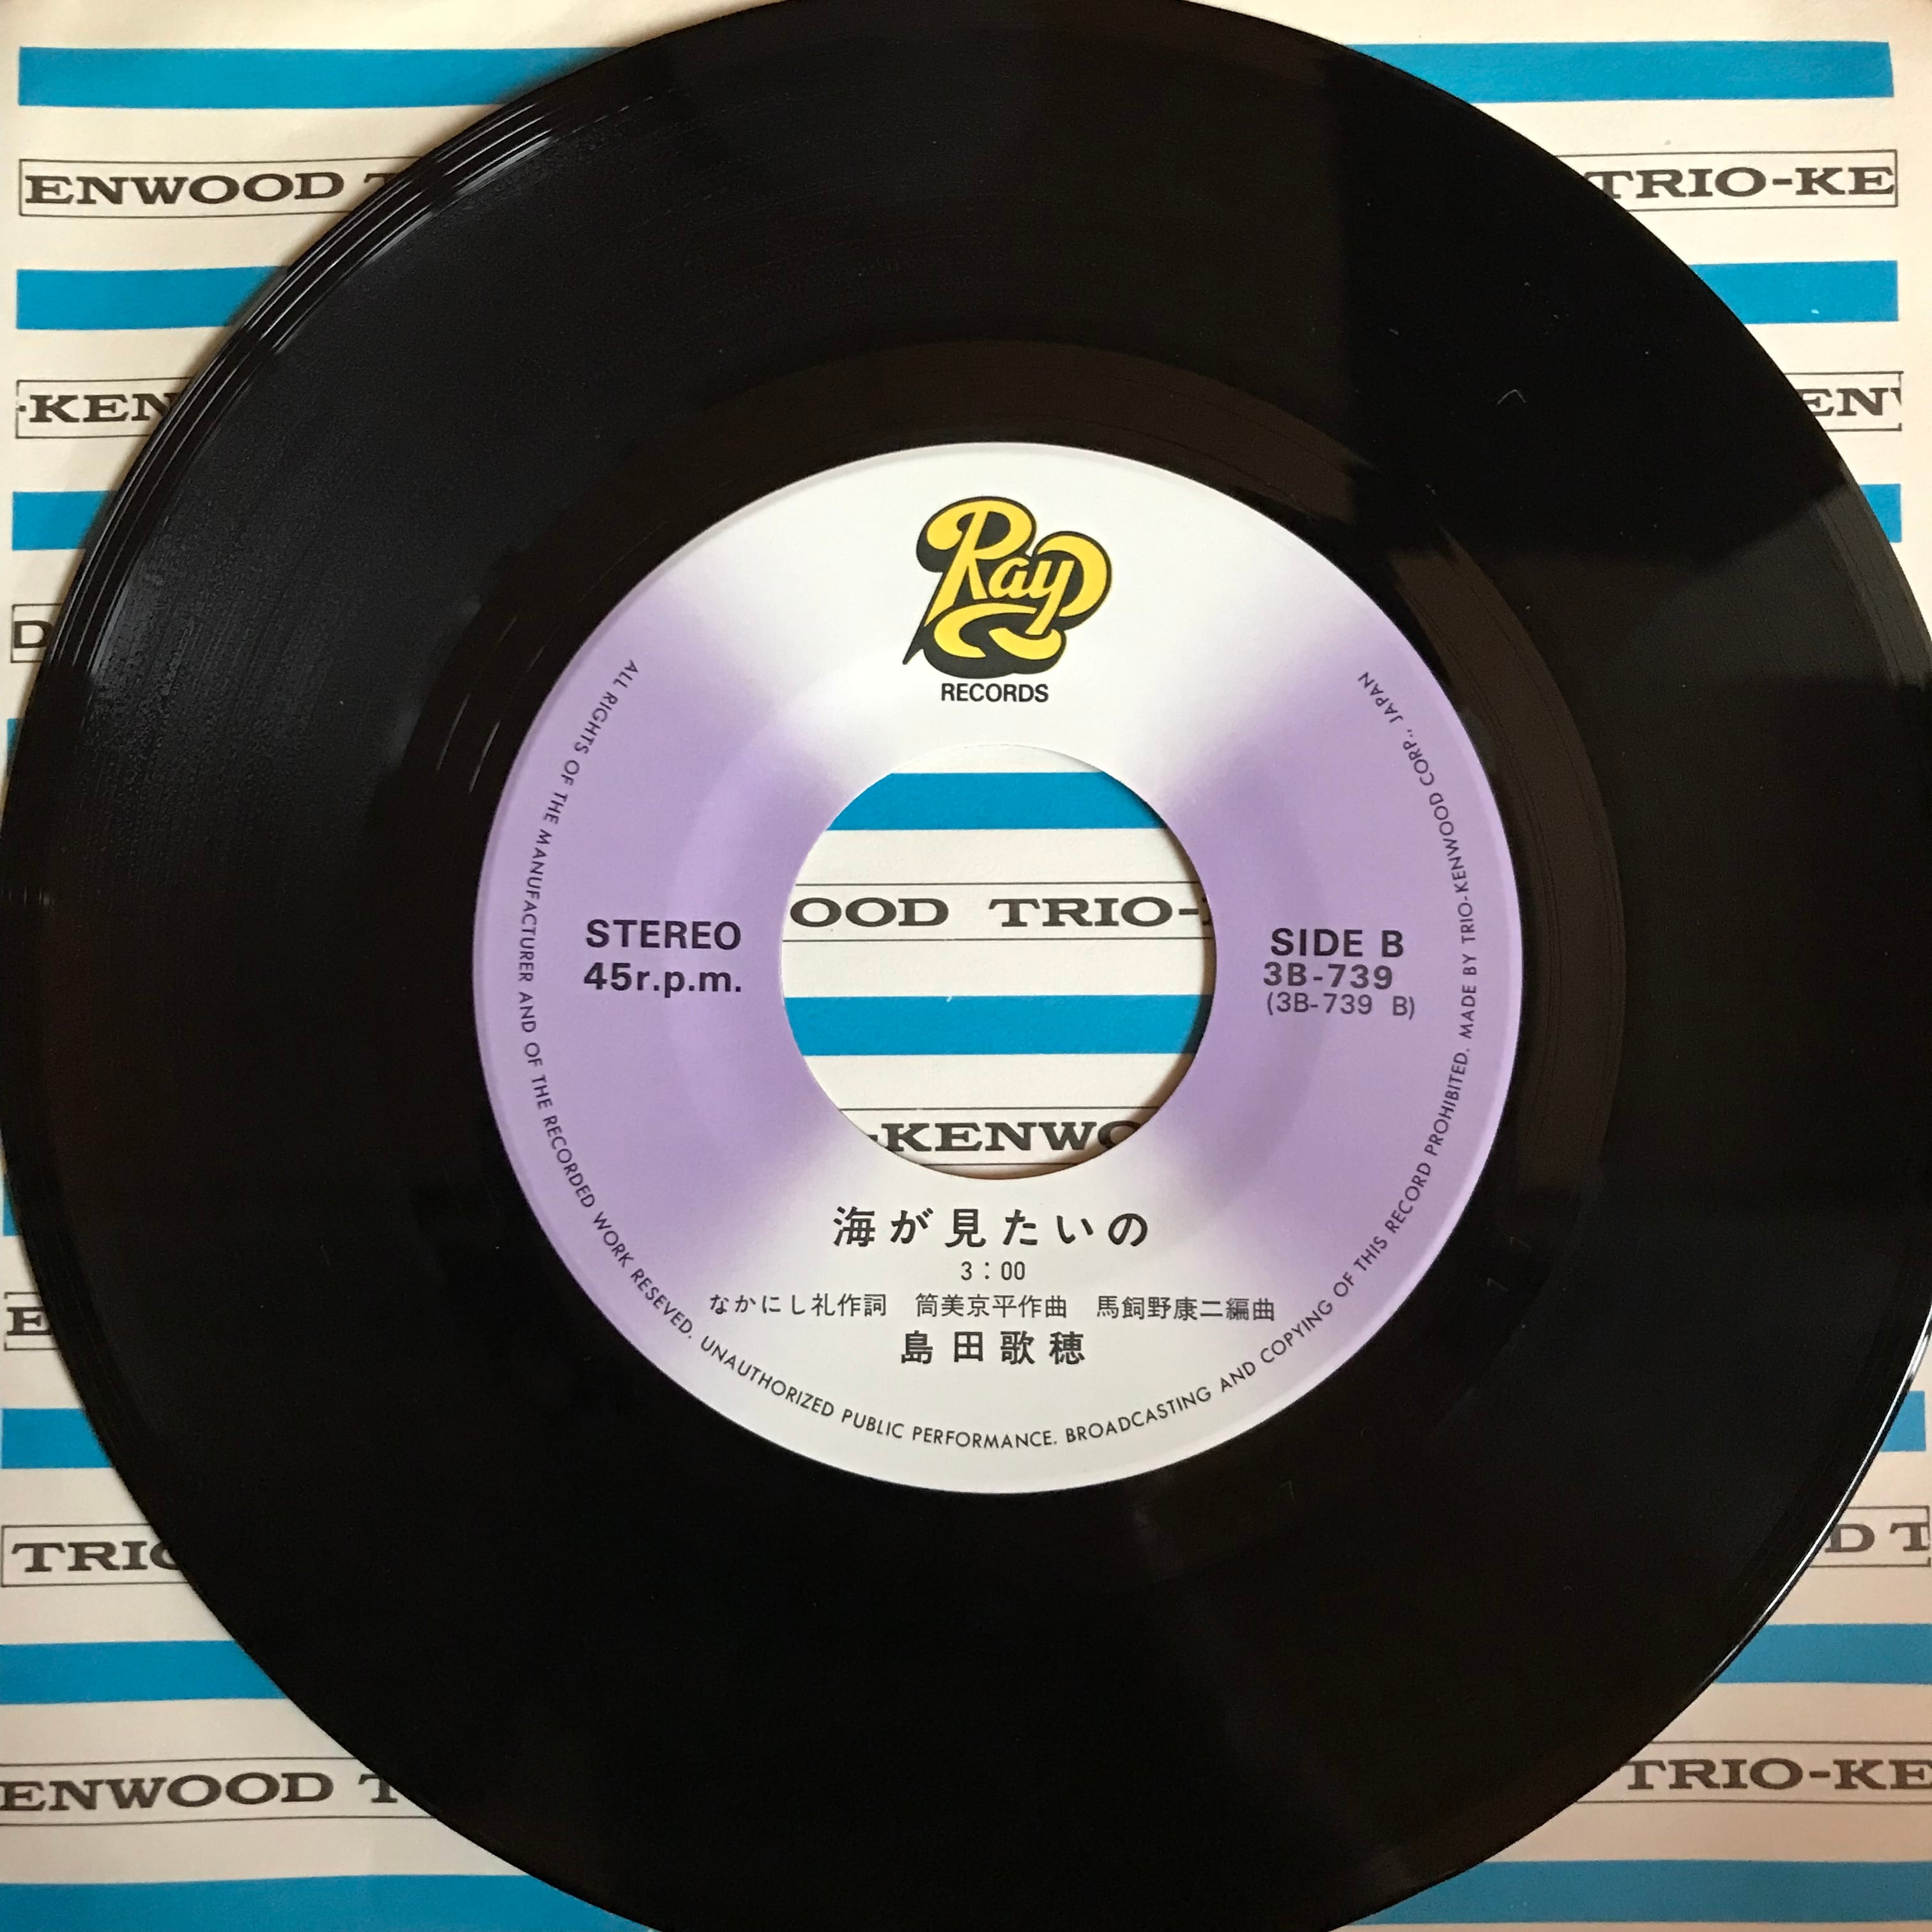 ENWOOD
TRIO-KE
-KEN
Ray
RECORDS
STEREO
45r.p.m.
OOD TRIO-
-KENWO
SIDE B
3B-739
(3B-739 B)
海が見たいの
3:00
なかにし礼作詞 筒美京平作曲 馬飼野康二編曲
島田歌穂
ALL RIGHTS OF THE MANUFACTURER AND OF THE RECORDED WORK RESEVED. UNAUTHORIZED PUBLIC PERFORMANCE. BROADCASTING AND COPYING OF THIS RECORD PROHIBITED. MADE BY TRIO-KENWOOD CORP., JAPAN
TRIO
D T
ENWOOD T
TRIO-KE